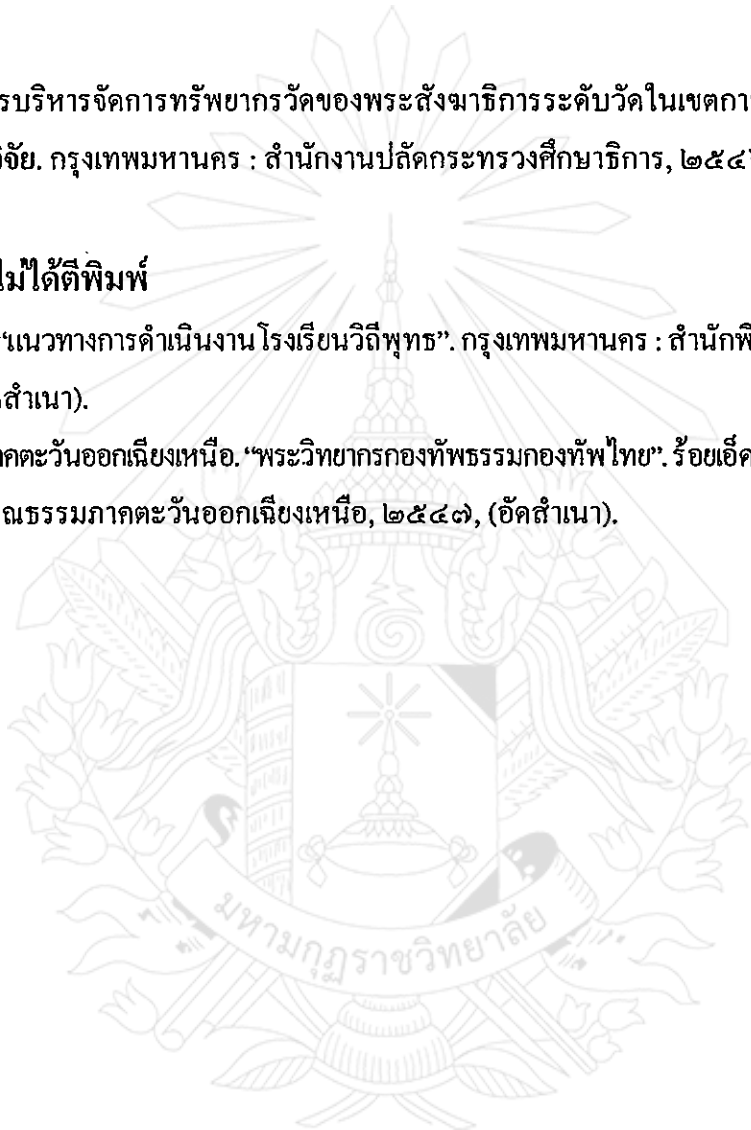 รบริหารจัดการทรัพยากรวัดของพระสังฆาธิการระดับวัดในเขตกา
วิจัย. กรุงเทพมหานคร : สำนักงานปลัดกระทรวงศึกษาธิการ, ๒๕๔
ไม่ได้ตีพิมพ์
“แนวทางการดำเนินงานโรงเรียนวิถีพุทธ”. กรุงเทพมหานคร : สำนักพิ
สำเนา).
าคตะวันออกเฉียงเหนือ. “พระวิทยากรกองทัพธรรมกองทัพไทย”. ร้อยเอ็ด
ุณธรรมภาคตะวันออกเฉียงเหนือ, ๒๕๔๗, (อัดสำเนา).
มหามกุฏราชวิทยาลัย